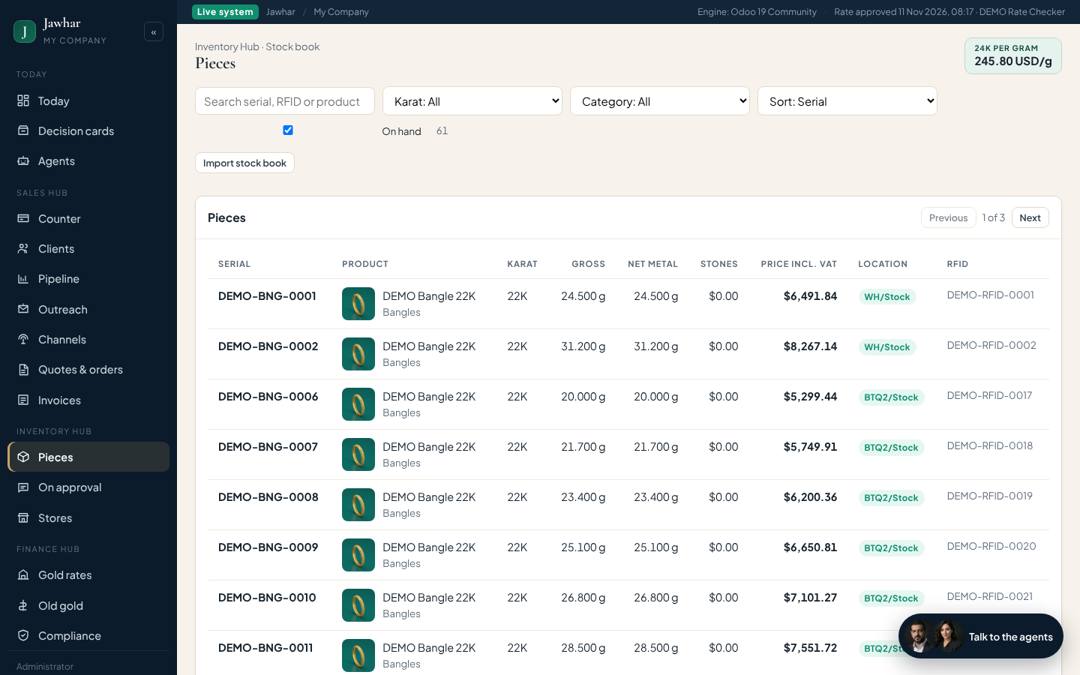 Live system Jawhar / My Company Engine: Odoo 19 Community · Rate approved 11 Nov 2026, 08:17 · DEMO Rate Checker
J Jawhar
MY COMPANY «
TODAY
Today
Decision cards
Agents
SALES HUB
Counter
Clients
Pipeline
Outreach
Channels
Quotes & orders
Invoices
INVENTORY HUB
Pieces
On approval
Stores
FINANCE HUB
Gold rates
Old gold
Compliance
Administrator
Inventory Hub · Stock book
Pieces
24K PER GRAM
245.80 USD/g
Search serial, RFID or product Karat: All Category: All Sort: Serial
On hand 61
Import stock book
Pieces Previous 1 of 3 Next
SERIAL PRODUCT KARAT GROSS NET METAL STONES PRICE INCL. VAT LOCATION RFID
DEMO-BNG-0001 DEMO Bangle 22K 22K 24.500 g 24.500 g $0.00 $6,491.84 WH/Stock DEMO-RFID-0001
Bangles
DEMO-BNG-0002 DEMO Bangle 22K 22K 31.200 g 31.200 g $0.00 $8,267.14 WH/Stock DEMO-RFID-0002
Bangles
DEMO-BNG-0006 DEMO Bangle 22K 22K 20.000 g 20.000 g $0.00 $5,299.44 BTQ2/Stock DEMO-RFID-0017
Bangles
DEMO-BNG-0007 DEMO Bangle 22K 22K 21.700 g 21.700 g $0.00 $5,749.91 BTQ2/Stock DEMO-RFID-0018
Bangles
DEMO-BNG-0008 DEMO Bangle 22K 22K 23.400 g 23.400 g $0.00 $6,200.36 BTQ2/Stock DEMO-RFID-0019
Bangles
DEMO-BNG-0009 DEMO Bangle 22K 22K 25.100 g 25.100 g $0.00 $6,650.81 BTQ2/Stock DEMO-RFID-0020
Bangles
DEMO-BNG-0010 DEMO Bangle 22K 22K 26.800 g 26.800 g $0.00 $7,101.27 BTQ2/Stock DEMO-RFID-0021
Bangles
DEMO-BNG-0011 DEMO Bangle 22K 22K 28.500 g 28.500 g $0.00 $7,551.72
Bangles
Talk to the agents